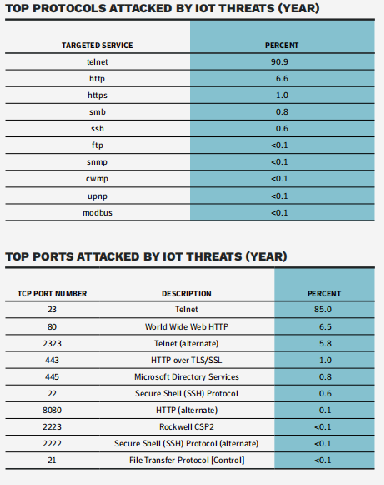 TOP PROTOCOLS ATTACKED BY IOT THREATS (YEAR)
TARGETED SERVICE PERCENT
telnet 90.9
http 6.6
https 1.0
smb 0.8
ssh 0.6
ftp <0.1
snmp <0.1
cwmp <0.1
upnp <0.1
modbus <0.1
TOP PORTS ATTACKED BY IOT THREATS (YEAR)
TCP PORT NUMBER DESCRIPTION PERCENT
23 Telnet 85.0
80 World Wide Web HTTP 6.5
2323 Telnet (alternate) 5.8
443 HTTP over TLS/SSL 1.0
445 Microsoft Directory Services 0.8
22 Secure Shell (SSH) Protocol 0.6
8080 HTTP (alternate) 0.1
2223 Rockwell CSP2 <0.1
2222 Secure Shell (SSH) Protocol (alternate) <0.1
21 File Transfer Protocol [Control] <0.1